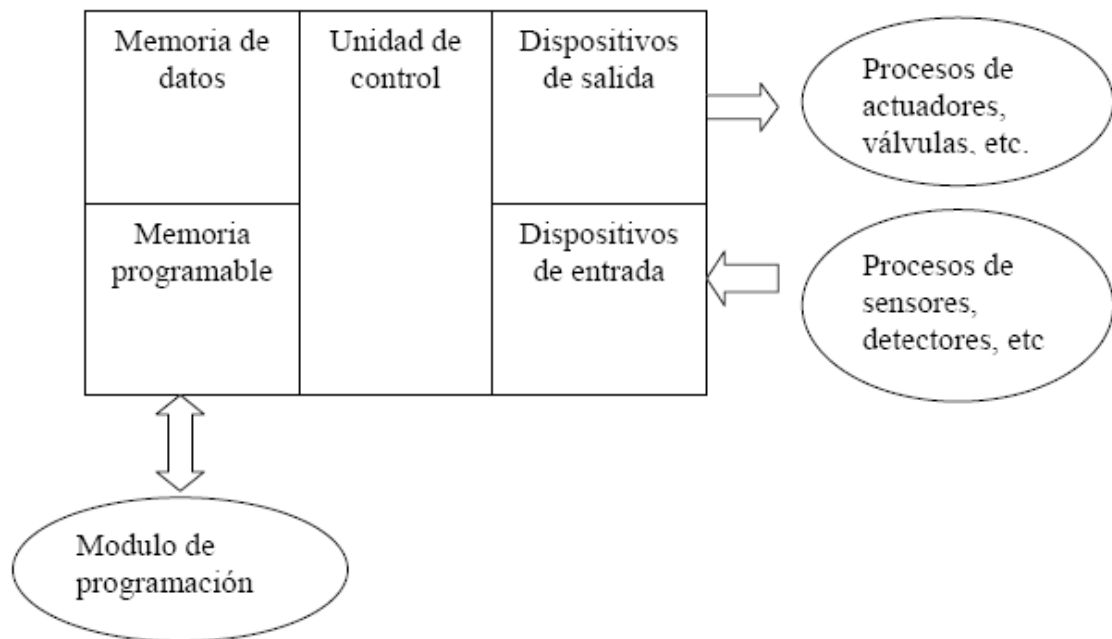 Memoria de
datos
Unidad de
control
Dispositivos
de salida
Procesos de
actuadores,
válvulas, etc.
Memoria
programable
Dispositivos
de entrada
Procesos de
sensores,
detectores, etc
Modulo de
programación